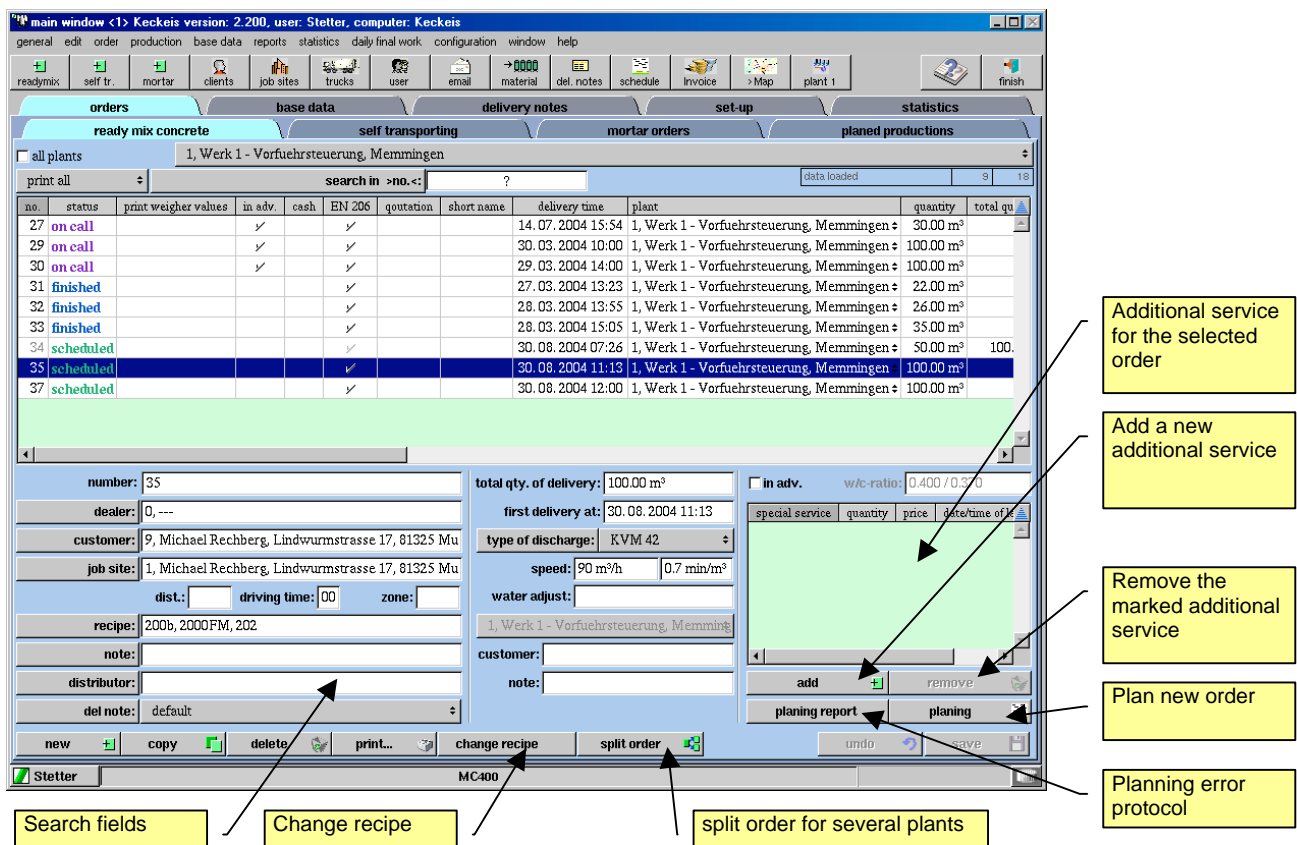 main window <1> Keckeis version: 2.200, user: Stetter, computer: Keckeis
general edit order production base data reports statistics daily final work configuration window help
readymix self tr. mortar clients job sites trucks user email material del. notes schedule Invoice >Map plant 1 finish
orders base data delivery notes set-up statistics
ready mix concrete self transporting mortar orders planed productions
all plants 1, Werk 1 - Vorfuehrsteuerung, Memmingen
print all search in >no.<: ? data loaded 9 18
no. status print weigher values in adv. cash EN 206 qoutation short name delivery time plant quantity total qu
27 on call 14. 07. 2004 15:54 1, Werk 1 - Vorfuehrsteuerung, Memmingen 30.00 m³
29 on call 30. 03. 2004 10:00 1, Werk 1 - Vorfuehrsteuerung, Memmingen 100.00 m³
30 on call 29. 03. 2004 14:00 1, Werk 1 - Vorfuehrsteuerung, Memmingen 100.00 m³
31 finished 27. 03. 2004 13:23 1, Werk 1 - Vorfuehrsteuerung, Memmingen 22.00 m³
32 finished 28. 03. 2004 13:55 1, Werk 1 - Vorfuehrsteuerung, Memmingen 26.00 m³
33 finished 28. 03. 2004 15:05 1, Werk 1 - Vorfuehrsteuerung, Memmingen 35.00 m³
34 scheduled 30. 08. 2004 07:26 1, Werk 1 - Vorfuehrsteuerung, Memmingen 50.00 m³ 100.
35 scheduled 30. 08. 2004 11:13 1, Werk 1 - Vorfuehrsteuerung, Memmingen 100.00 m³
37 scheduled 30. 08. 2004 12:00 1, Werk 1 - Vorfuehrsteuerung, Memmingen 100.00 m³
number: 35 total qty. of delivery: 100.00 m³ in adv. w/c-ratio: 0.400 / 0.370
dealer: 0, --- first delivery at: 30. 08. 2004 11:13 special service quantity price date/time of le
customer: 9, Michael Rechberg, Lindwurmstrasse 17, 81325 Mu type of discharge: KVM 42
job site: 1, Michael Rechberg, Lindwurmstrasse 17, 81325 Mu speed: 90 m³/h 0.7 min/m³
dist.: driving time: 00 zone: water adjust:
recipe: 200b, 2000FM, 202 1, Werk 1 - Vorfuehrsteuerung, Memming
note: customer:
distributor: note: add remove
del note: default planing report planing
new copy delete print... change recipe split order undo save
Stetter MC400
Additional service
for the selected
order
Add a new
additional service
Remove the
marked additional
service
Plan new order
Planning error
protocol
Search fields
Change recipe
split order for several plants